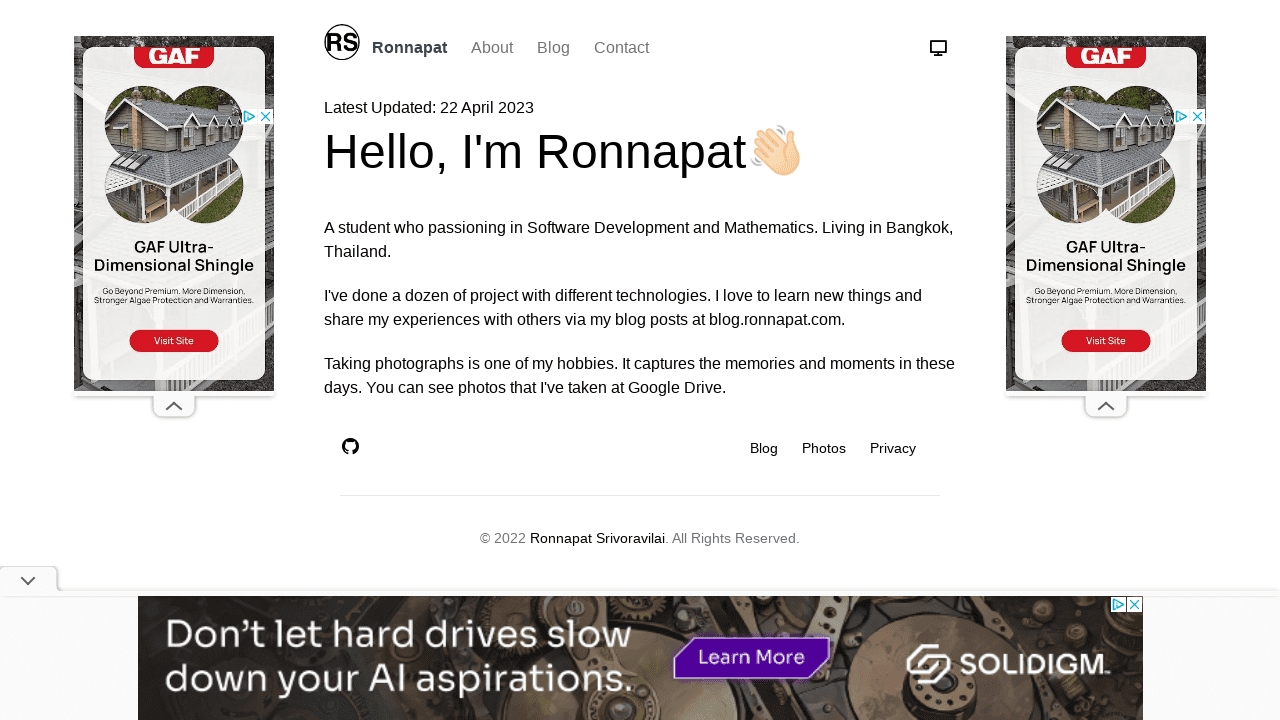 RS
Ronnapat
About
Blog
Contact
Latest Updated: 22 April 2023
Hello, I'm Ronnapat
A student who passioning in Software Development and Mathematics. Living in Bangkok,
Thailand.
I've done a dozen of project with different technologies. I love to learn new things and
share my experiences with others via my blog posts at blog.ronnapat.com.
Taking photographs is one of my hobbies. It captures the memories and moments in these
days. You can see photos that I've taken at Google Drive.
Blog
Photos
Privacy
© 2022 Ronnapat Srivoravilai. All Rights Reserved.
GAF
GAF Ultra-
Dimensional Shingle
Go Beyond Premium. More Dimension,
Stronger Algae Protection and Warranties.
Visit Site
GAF
GAF Ultra-
Dimensional Shingle
Go Beyond Premium. More Dimension,
Stronger Algae Protection and Warranties.
Visit Site
Don't let hard drives slow
down your AI aspirations.
Learn More
SOLIDIGM